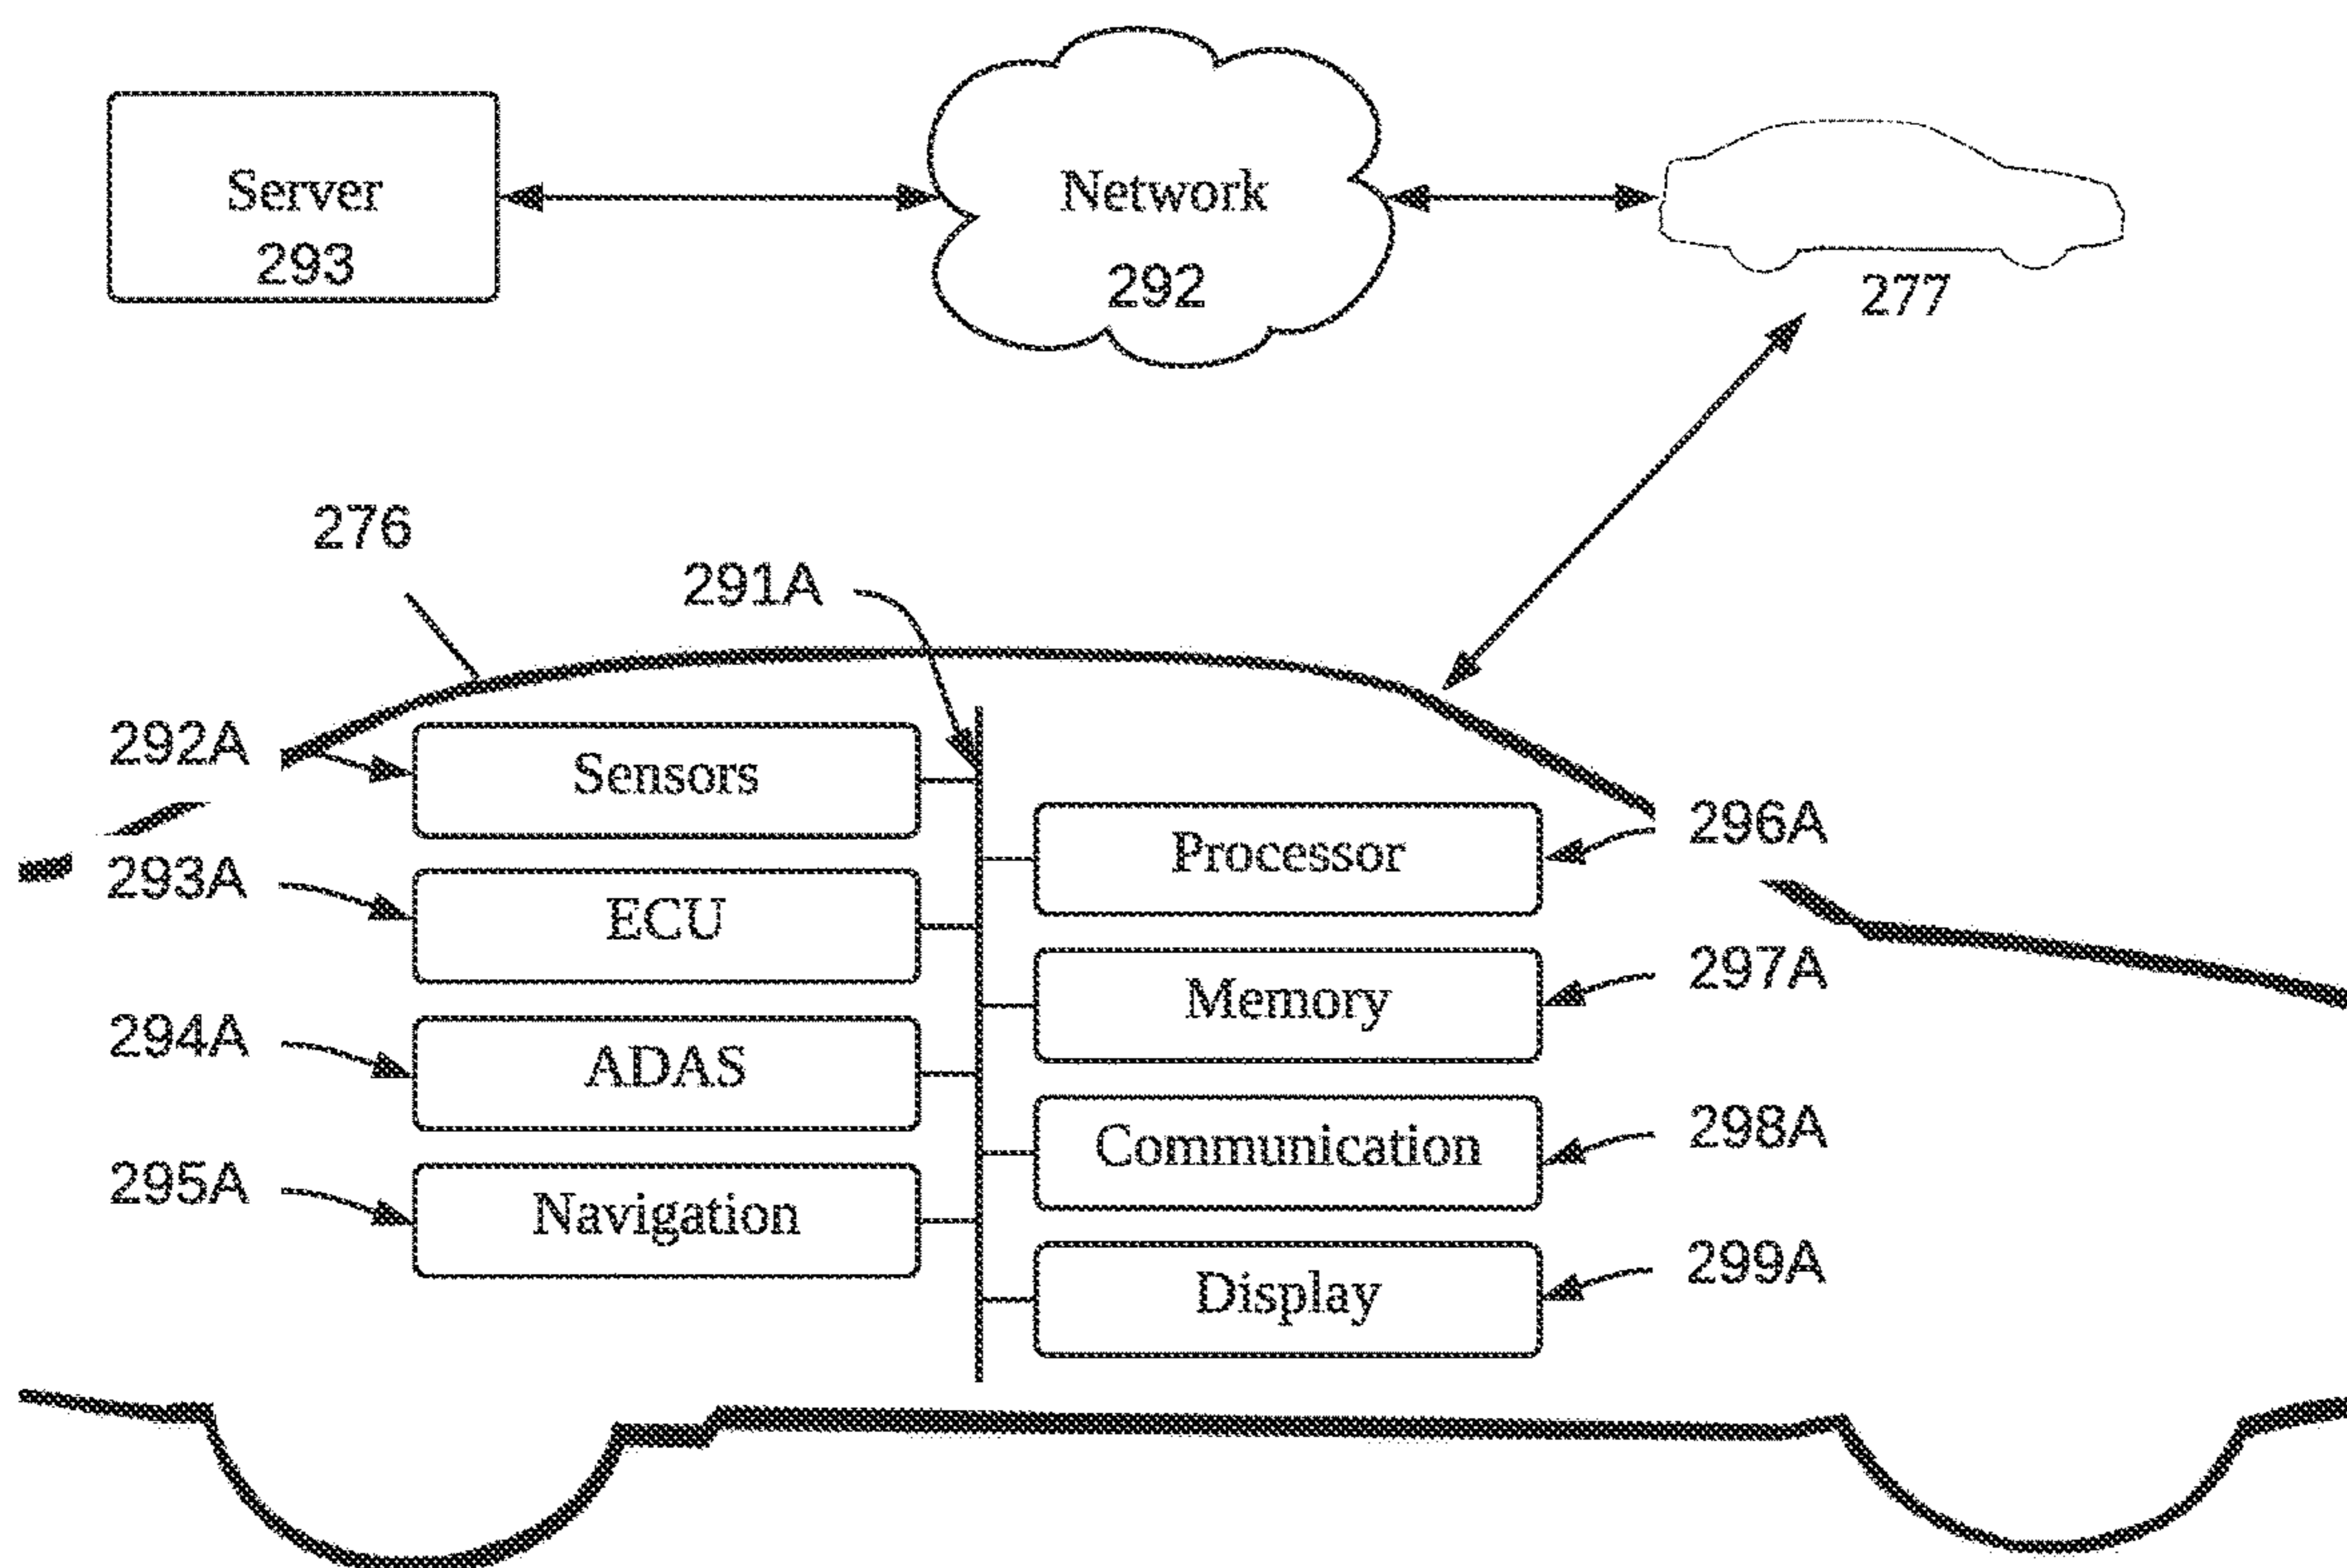 Server
293
Network
292
277
276
291A
292A
Sensors
293A
ECU
294A
ADAS
295A
Navigation
Processor
296A
Memory
297A
Communication
298A
Display
299A